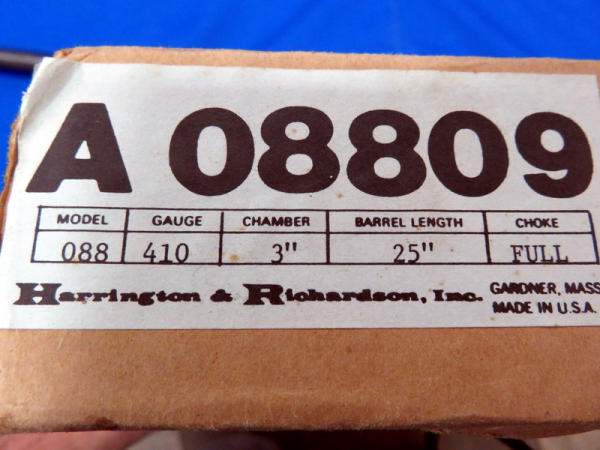 A 08809
MODEL GAUGE CHAMBER BARREL LENGTH CHOKE
088 410 3" 25" FULL
Harrington & Richardson, Inc. GARDNER, MASS
MADE IN U.S.A.